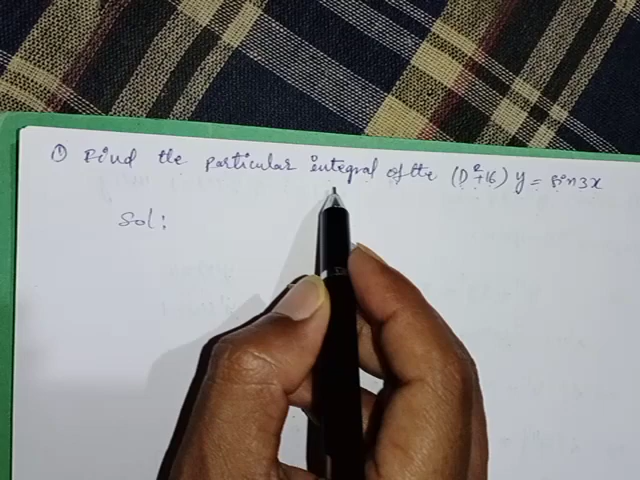 ① Find the particular integral of the (D²+16) y = sin3x
Sol: